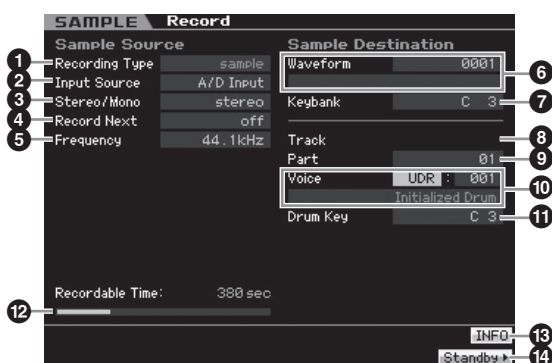 SAMPLE Record
Sample Source
1 Recording Type sample
2 Input Source A/D Input
3 Stereo/Mono stereo
4 Record Next off
5 Frequency 44.1kHz
Sample Destination
Waveform 0001 6
Keybank C 3 7
Track 8
Part 01 9
Voice UDR : 001
Initialized Drum 10
Drum Key C 3 11
12 Recordable Time: 380 sec
INFO 13
Standby 14